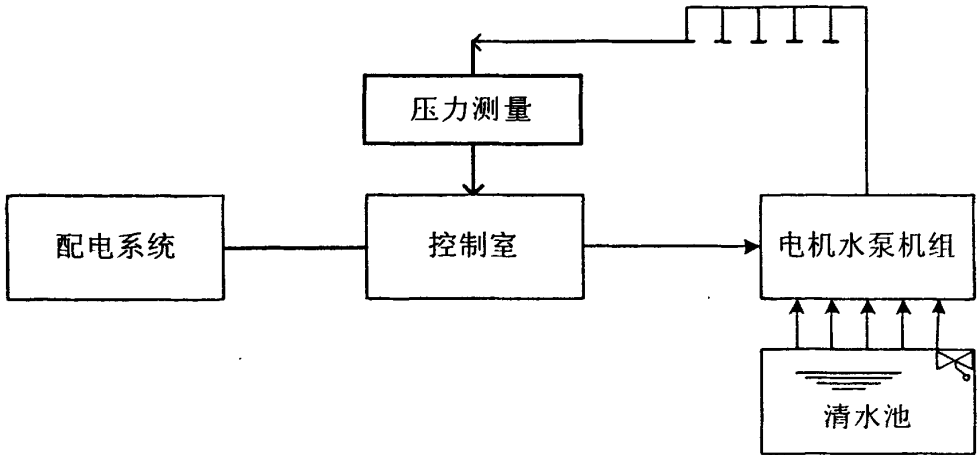 压力测量
配电系统
控制室
电机水泵机组
清水池